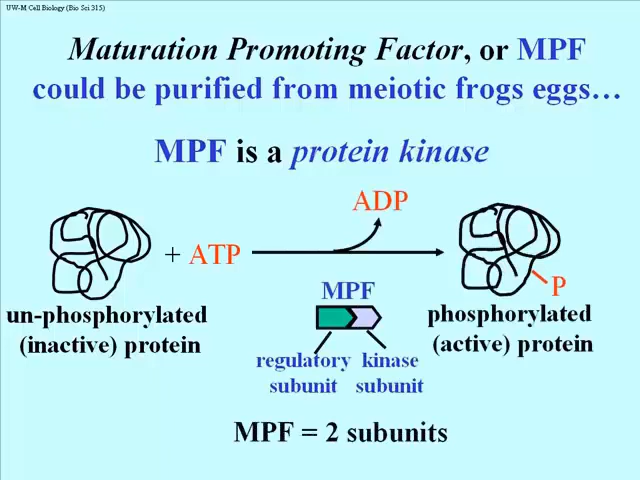 UW-M Cell Biology (Bio Sci 315)
Maturation Promoting Factor, or MPF
could be purified from meiotic frogs eggs…
MPF is a protein kinase
ADP
+ ATP
P
MPF
un-phosphorylated
(inactive) protein
phosphorylated
(active) protein
regulatory
subunit
kinase
subunit
MPF = 2 subunits